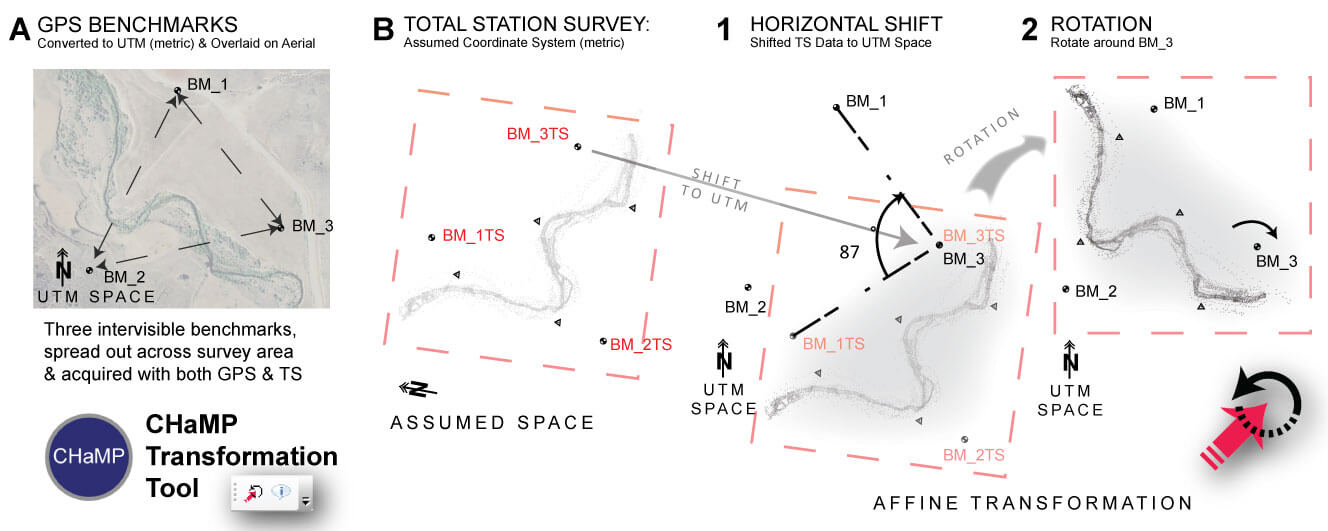 A GPS BENCHMARKS
Converted to UTM (metric) & Overlaid on Aerial
BM_1
BM_3
BM_2
N
UTM SPACE
Three intervisible benchmarks,
spread out across survey area
& acquired with both GPS & TS
CHaMP
CHaMP
Transformation
Tool
B TOTAL STATION SURVEY:
Assumed Coordinate System (metric)
BM_3TS
BM_1TS
BM_2TS
N
ASSUMED SPACE
SHIFT
TO UTM
1 HORIZONTAL SHIFT
Shifted TS Data to UTM Space
BM_1
87
BM_3TS
BM_3
BM_2
BM_1TS
N
UTM
SPACE
BM_2TS
ROTATION
2 ROTATION
Rotate around BM_3
BM_1
BM_3
BM_2
N
UTM
SPACE
AFFINE TRANSFORMATION